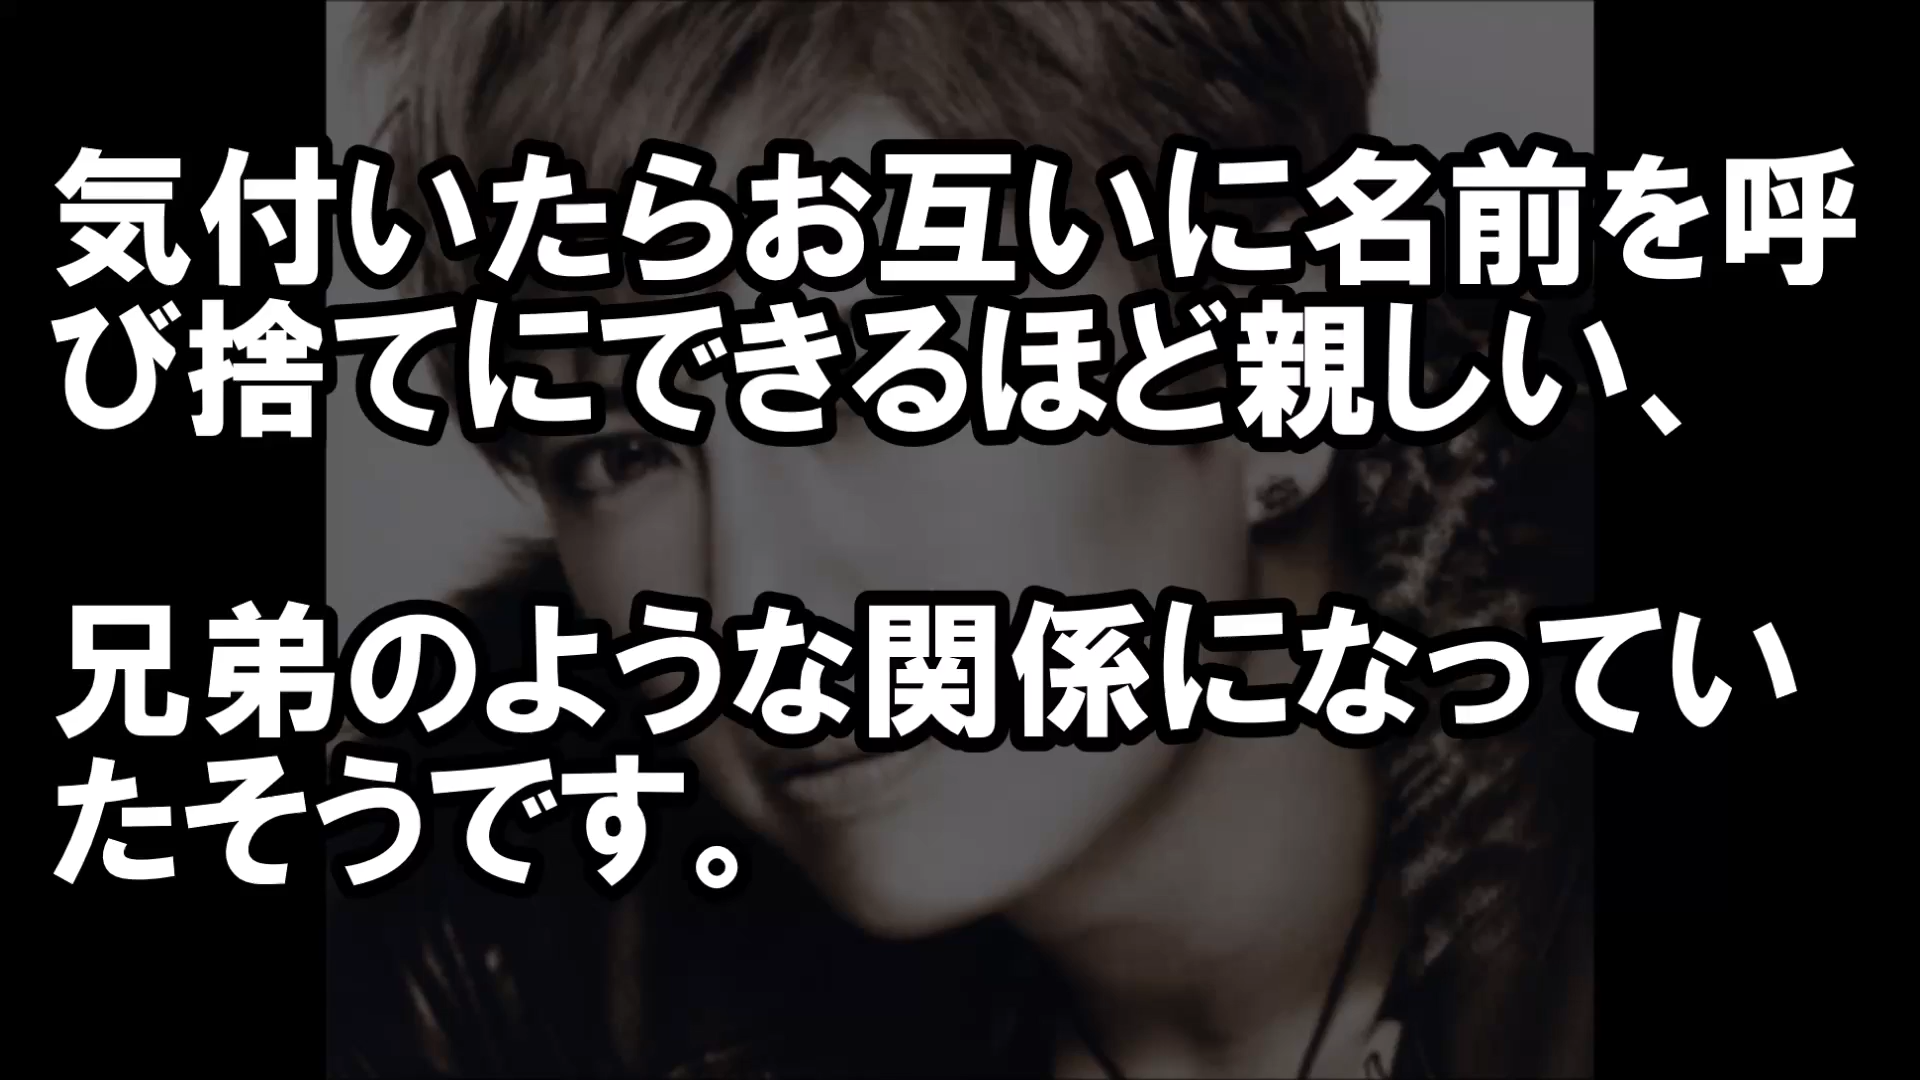 気付いたらお互いに名前を呼
び捨てにできるほど親しい、
兄弟のような関係になってい
たそうです。